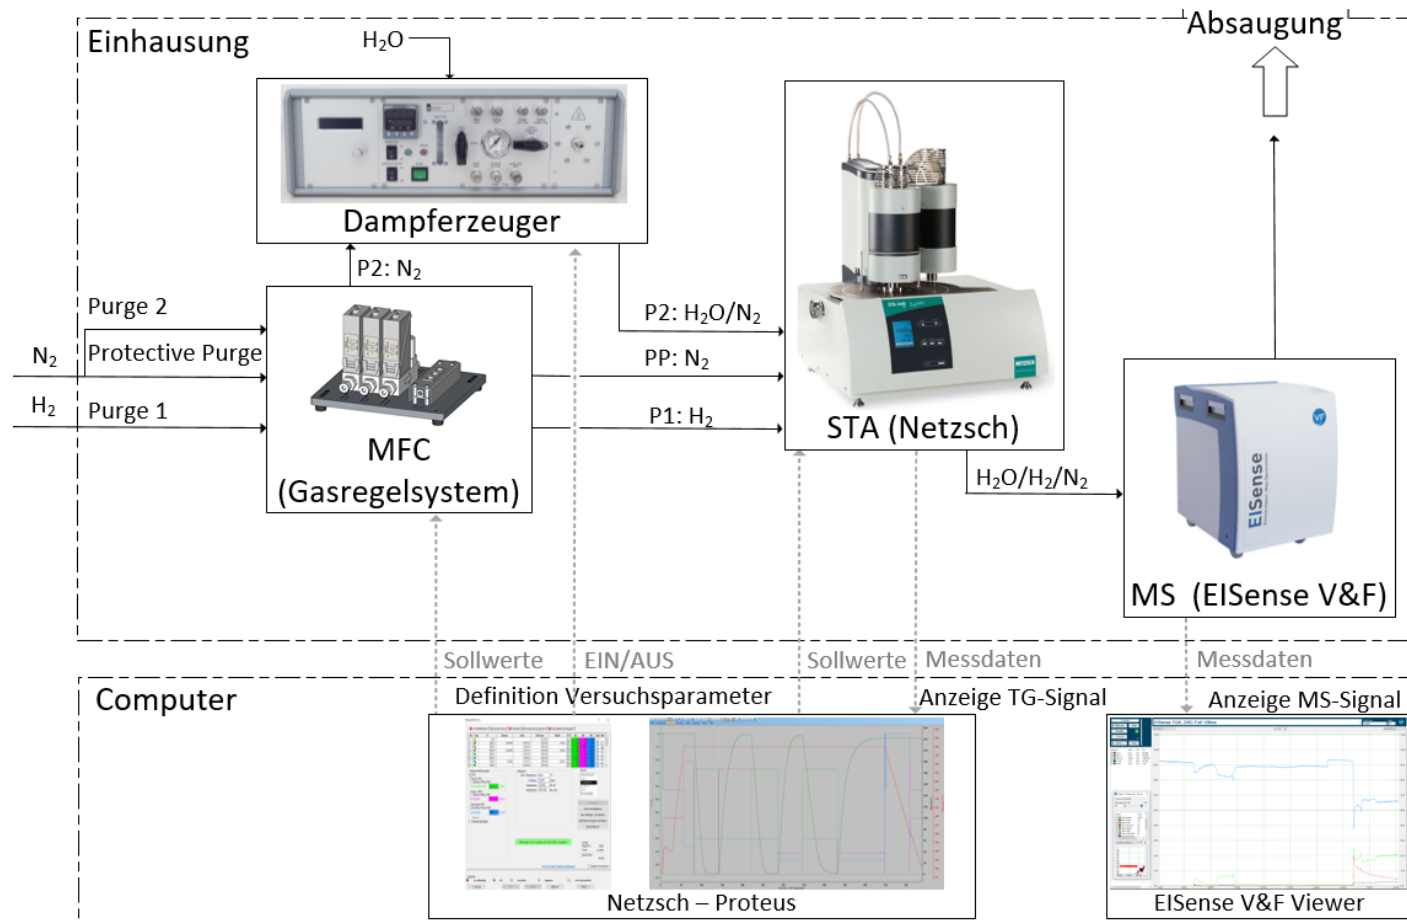 Absaugung
Einhausung
H₂O
Dampferzeuger
P2: N₂
Purge 2
Protective Purge
N₂
H₂
Purge 1
MFC
(Gasregelsystem)
P2: H₂O/N₂
PP: N₂
P1: H₂
NETZSCH
STA (Netzsch)
H₂O/H₂/N₂
VF
EISense
MS (EISense V&F)
Sollwerte
EIN/AUS
Sollwerte
Messdaten
Messdaten
Computer
Definition Versuchsparameter
Anzeige TG-Signal
Anzeige MS-Signal
Netzsch – Proteus
EISense V&F Viewer